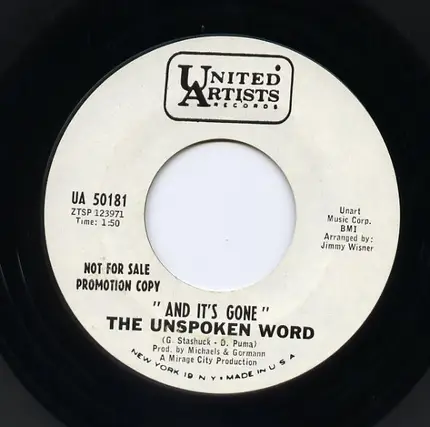 UNITED
ARTISTS
RECORDS
UA 50181
ZTSP 123971
Time: 1:50
Unart
Music Corp.
BMI
Arranged by:
Jimmy Wisner
NOT FOR SALE
PROMOTION COPY
" AND IT'S GONE "
THE UNSPOKEN WORD
(G. Stashuck - D. Puma)
Prod. by Michaels & Gormann
A Mirage City Production
NEW YORK 19 N.Y. • MADE IN U.S.A